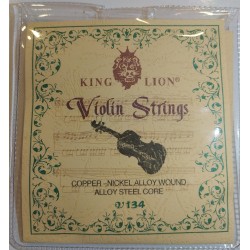 KING LION®
Violin Strings
COPPER-NICKEL ALLOY WOUND
ALLOY STEEL CORE
V134